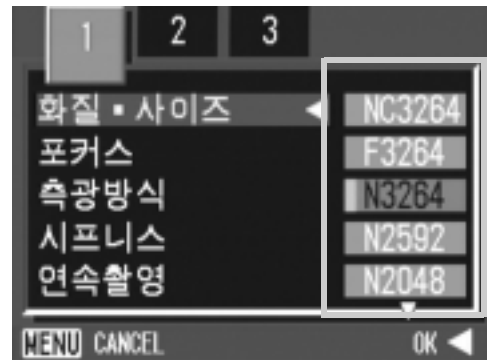 1 2 3
화질▪사이즈 ◀ NC3264
포커스 F3264
측광방식 N3264
시프니스 N2592
연속촬영 N2048
MENU CANCEL OK ◀